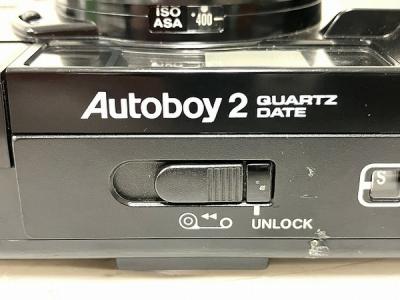 ISO
ASA
400
Autoboy 2 QUARTZ
DATE
UNLOCK
S